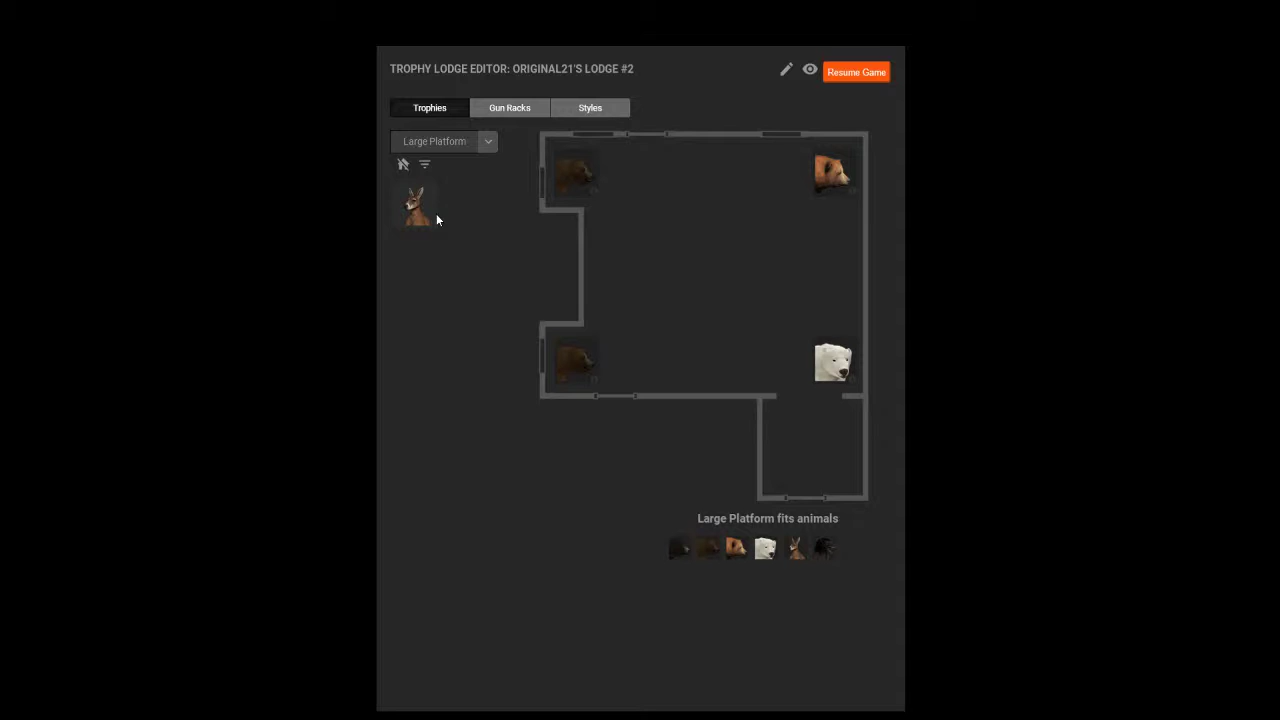 TROPHY LODGE EDITOR: ORIGINAL21'S LODGE #2
Resume Game
Trophies
Gun Racks
Styles
Large Platform
Large Platform fits animals